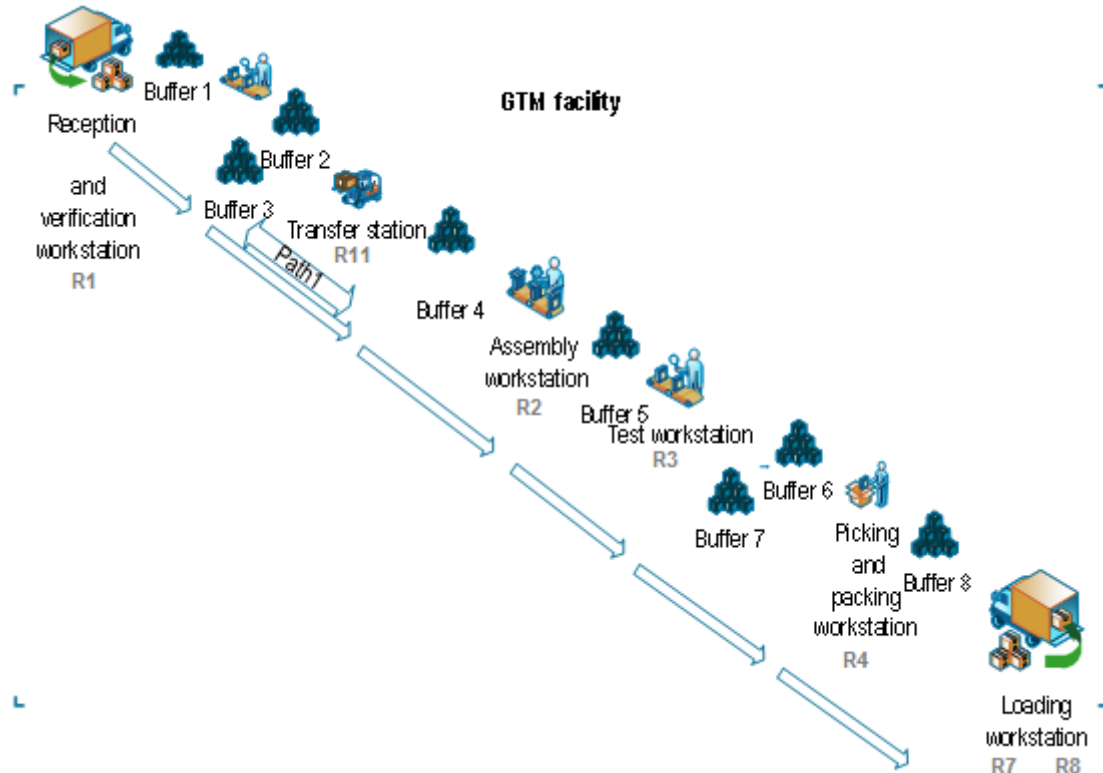 GTM facility
Buffer 1
Reception
and
verification
workstation
R1
Buffer 2
Buffer 3
Transfer station
R11
Path1
Buffer 4
Assembly
workstation
R2
Buffer 5
Test workstation
R3
Buffer 6
Buffer 7
Picking
and
packing
workstation
R4
Buffer 8
Loading
workstation
R7 R8